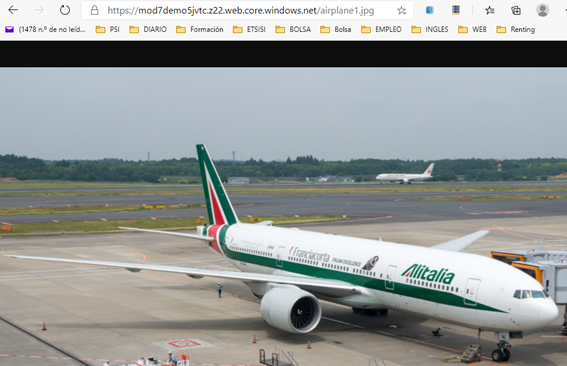 https://mod7demo5jvtc.z22.web.core.windows.net/airplane1.jpg
(1478 n.º de no leíd...
PSI
DIARIO
Formación
ETSISI
BOLSA
Bolsa
EMPLEO
INGLES
WEB
Renting
Franciacorta
ITALIAN EXCELLENCE
Alitalia